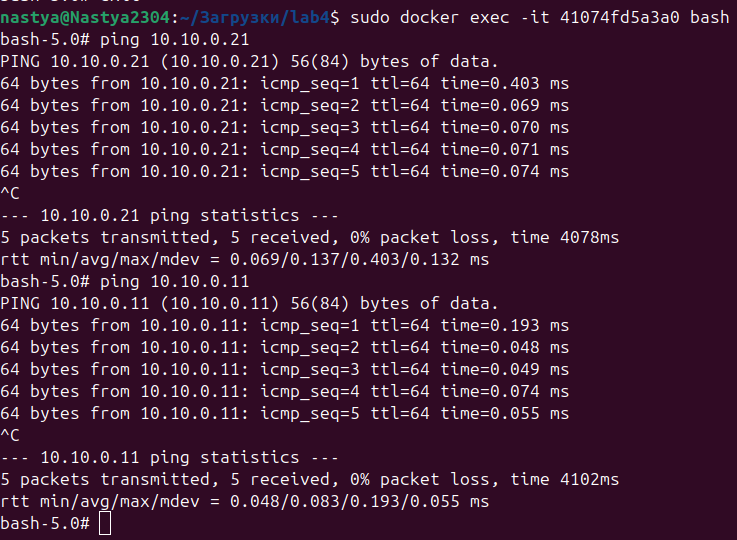 nastya@Nastya2304:~/Загрузки/lab4$ sudo docker exec -it 41074fd5a3a0 bash
bash-5.0# ping 10.10.0.21
PING 10.10.0.21 (10.10.0.21) 56(84) bytes of data.
64 bytes from 10.10.0.21: icmp_seq=1 ttl=64 time=0.403 ms
64 bytes from 10.10.0.21: icmp_seq=2 ttl=64 time=0.069 ms
64 bytes from 10.10.0.21: icmp_seq=3 ttl=64 time=0.070 ms
64 bytes from 10.10.0.21: icmp_seq=4 ttl=64 time=0.071 ms
64 bytes from 10.10.0.21: icmp_seq=5 ttl=64 time=0.074 ms
^C
--- 10.10.0.21 ping statistics ---
5 packets transmitted, 5 received, 0% packet loss, time 4078ms
rtt min/avg/max/mdev = 0.069/0.137/0.403/0.132 ms
bash-5.0# ping 10.10.0.11
PING 10.10.0.11 (10.10.0.11) 56(84) bytes of data.
64 bytes from 10.10.0.11: icmp_seq=1 ttl=64 time=0.193 ms
64 bytes from 10.10.0.11: icmp_seq=2 ttl=64 time=0.048 ms
64 bytes from 10.10.0.11: icmp_seq=3 ttl=64 time=0.049 ms
64 bytes from 10.10.0.11: icmp_seq=4 ttl=64 time=0.074 ms
64 bytes from 10.10.0.11: icmp_seq=5 ttl=64 time=0.055 ms
^C
--- 10.10.0.11 ping statistics ---
5 packets transmitted, 5 received, 0% packet loss, time 4102ms
rtt min/avg/max/mdev = 0.048/0.083/0.193/0.055 ms
bash-5.0#